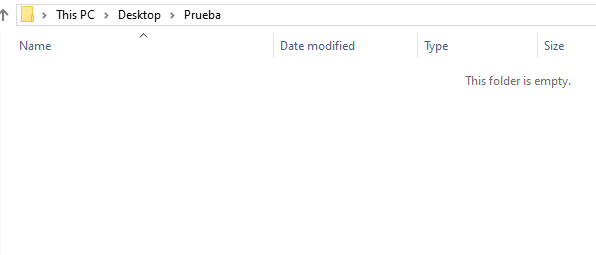 This PC > Desktop > Prueba
Name Date modified Type Size
This folder is empty.